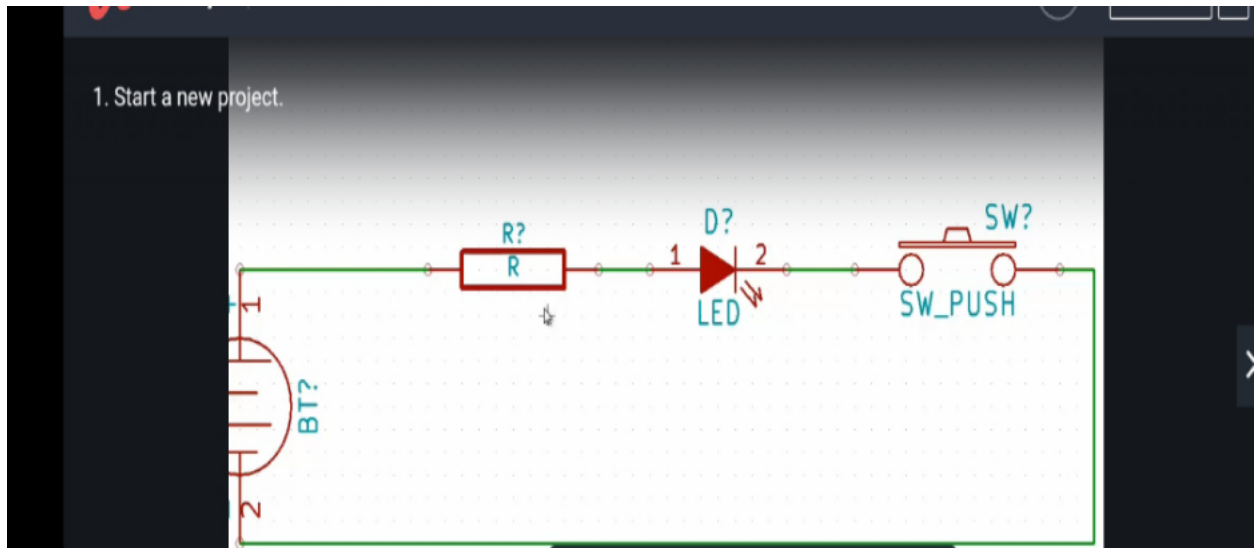 1. Start a new project.
R?
R
1
D?
2
LED
SW?
SW_PUSH
+
1
BT?
2